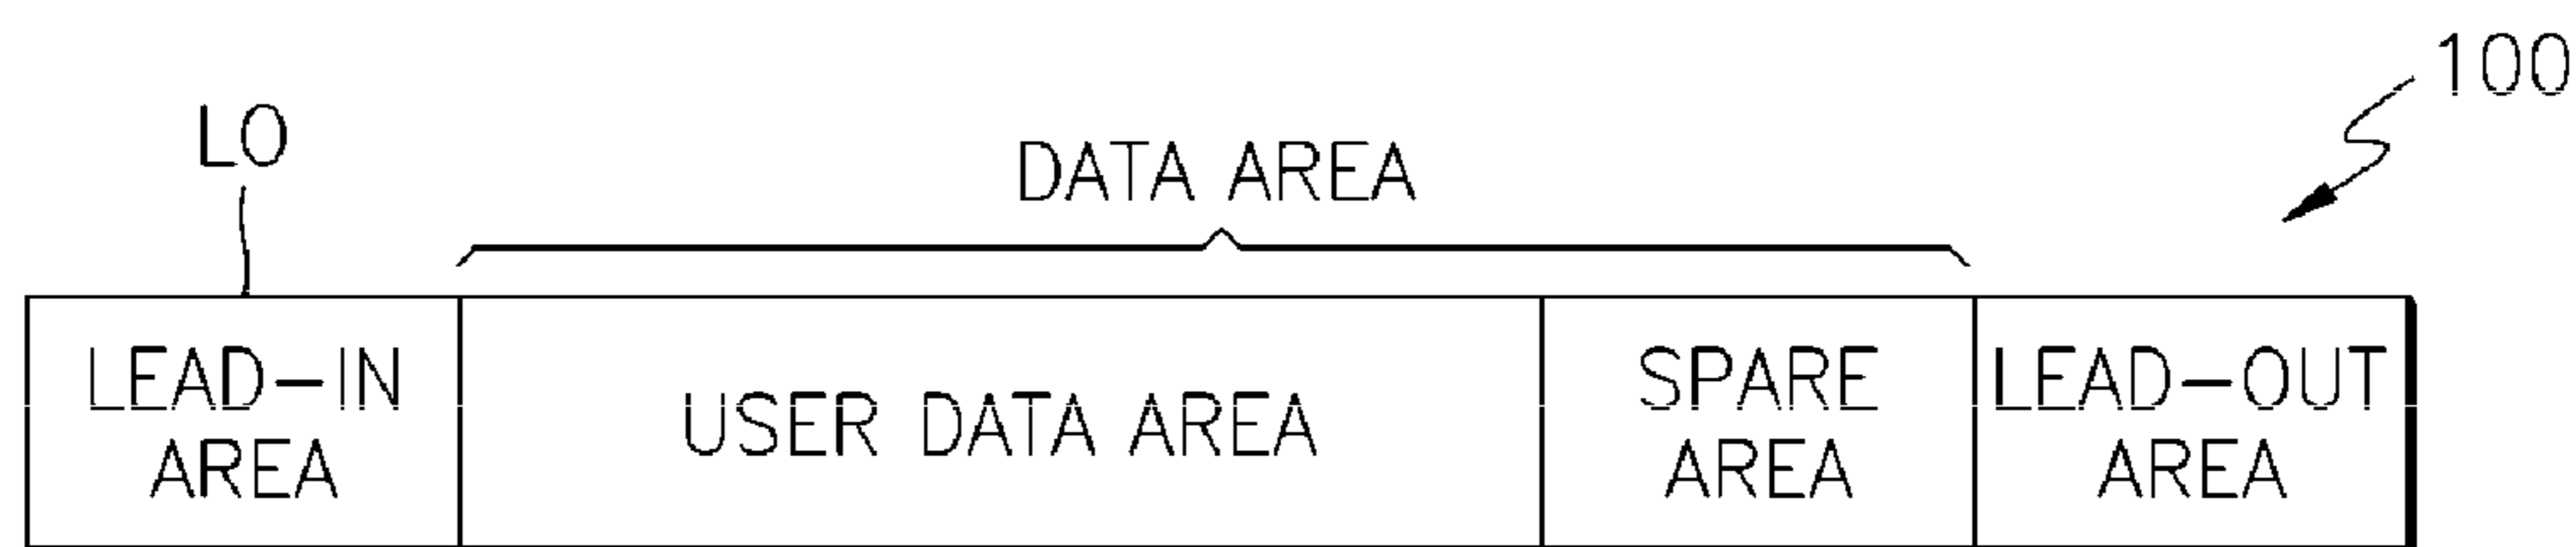 100
LO
DATA AREA
LEAD-IN
AREA
USER DATA AREA
SPARE
AREA
LEAD-OUT
AREA